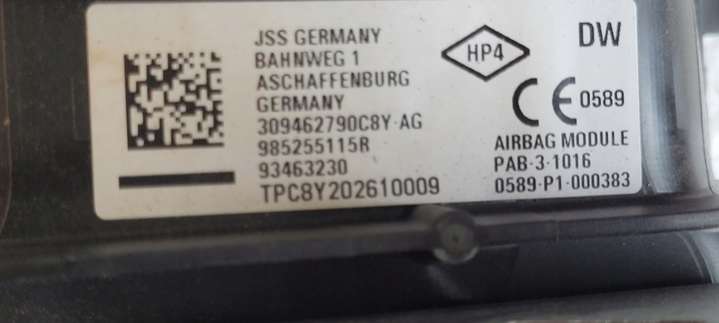 JSS GERMANY
BAHNWEG 1
ASCHAFFENBURG
GERMANY
309462790C8Y-AG
985255115R
93463230
TPC8Y202610009
HP4
DW
CE 0589
AIRBAG MODULE
PAB-3-1016
0589-P1-000383